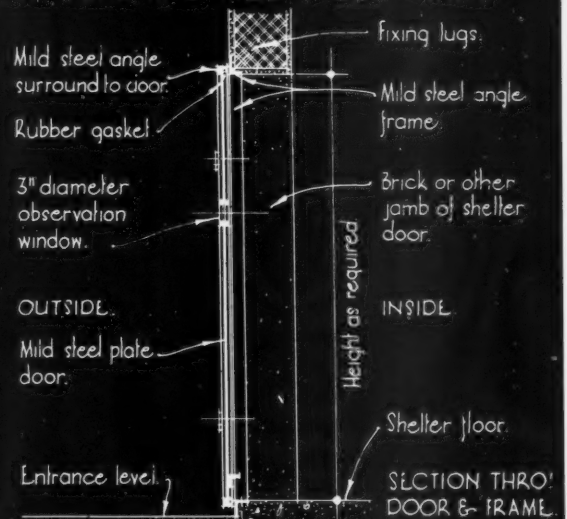 Fixing lugs.
Mild steel angle
surround to door.
Mild steel angle
frame.
Rubber gasket
3" diameter
observation
window.
Brick or other
jamb of shelter
door.
Height as required
OUTSIDE.
INSIDE.
Mild steel plate
door.
Shelter floor.
Entrance level.
SECTION THRO'
DOOR & FRAME.